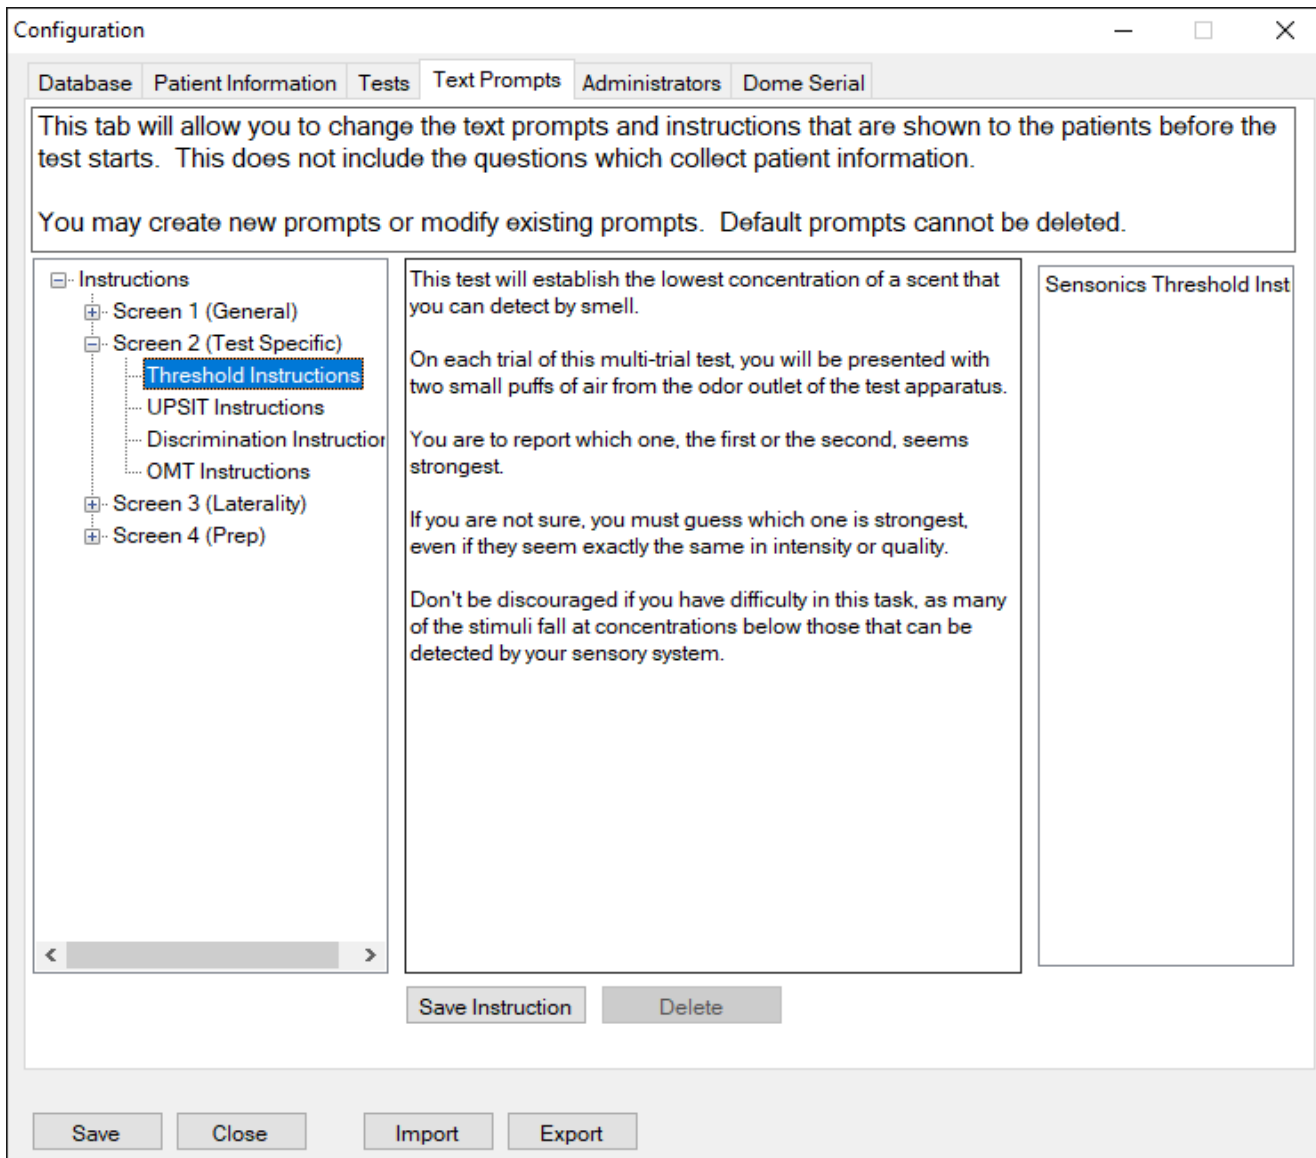 Configuration
Database
Patient Information
Tests
Text Prompts
Administrators
Dome Serial
This tab will allow you to change the text prompts and instructions that are shown to the patients before the
test starts.  This does not include the questions which collect patient information.
You may create new prompts or modify existing prompts.  Default prompts cannot be deleted.
Instructions
Screen 1 (General)
Screen 2 (Test Specific)
Threshold Instructions
UPSIT Instructions
Discrimination Instruction
OMT Instructions
Screen 3 (Laterality)
Screen 4 (Prep)
This test will establish the lowest concentration of a scent that
you can detect by smell.
On each trial of this multi-trial test, you will be presented with
two small puffs of air from the odor outlet of the test apparatus.
You are to report which one, the first or the second, seems
strongest.
If you are not sure, you must guess which one is strongest,
even if they seem exactly the same in intensity or quality.
Don't be discouraged if you have difficulty in this task, as many
of the stimuli fall at concentrations below those that can be
detected by your sensory system.
Sensonics Threshold Inst
Save Instruction
Delete
Save
Close
Import
Export